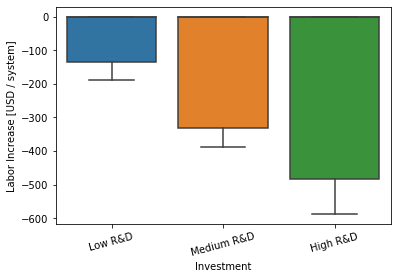 Labor Increase [USD / system]
0
−100
−200
−300
−400
−500
−600
Low R&D
Medium R&D
High R&D
Investment